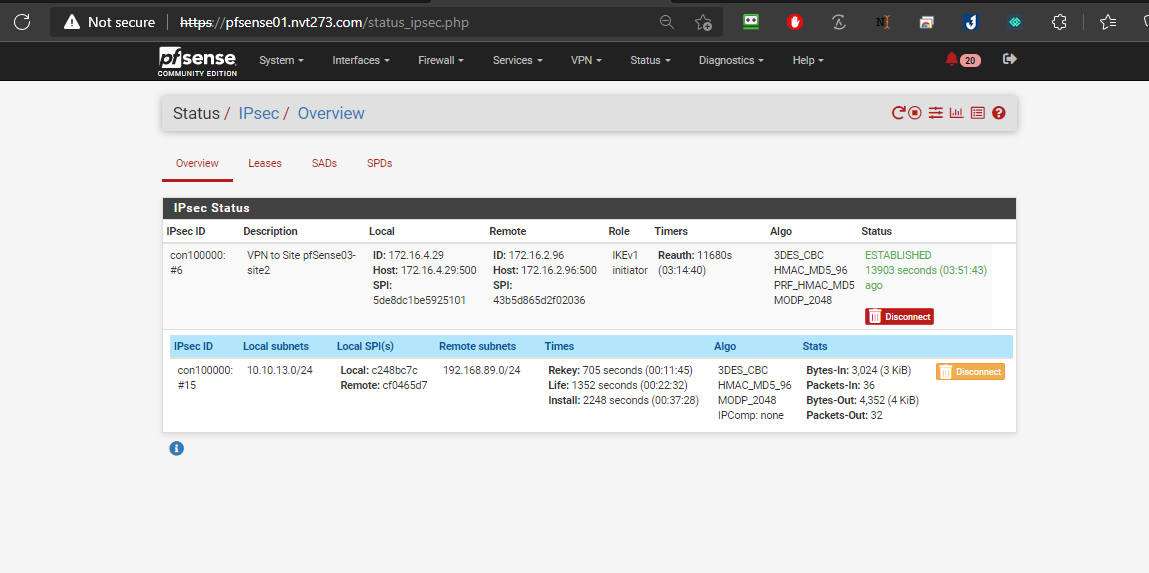 Not secure https://pfsense01.nvt273.com/status_ipsec.php
pfsense
COMMUNITY EDITION
System Interfaces Firewall Services VPN Status Diagnostics Help 20
Status / IPsec / Overview
Overview Leases SADs SPDs
IPsec Status
IPsec ID Description Local Remote Role Timers Algo Status
con100000: VPN to Site pfSense03- ID: 172.16.4.29 ID: 172.16.2.96 IKEv1 Reauth: 11680s 3DES_CBC ESTABLISHED
#6 site2 Host: 172.16.4.29:500 Host: 172.16.2.96:500 initiator (03:14:40) HMAC_MD5_96 13903 seconds (03:51:43)
SPI: SPI: PRF_HMAC_MD5 ago
5de8dc1be5925101 43b5d865d2f02036 MODP_2048
Disconnect
IPsec ID Local subnets Local SPI(s) Remote subnets Times Algo Stats
con100000: 10.10.13.0/24 Local: c248bc7c 192.168.89.0/24 Rekey: 705 seconds (00:11:45) 3DES_CBC Bytes-In: 3,024 (3 KiB) Disconnect
#15 Remote: cf0465d7 Life: 1352 seconds (00:22:32) HMAC_MD5_96 Packets-In: 36
Install: 2248 seconds (00:37:28) MODP_2048 Bytes-Out: 4,352 (4 KiB)
IPComp: none Packets-Out: 32